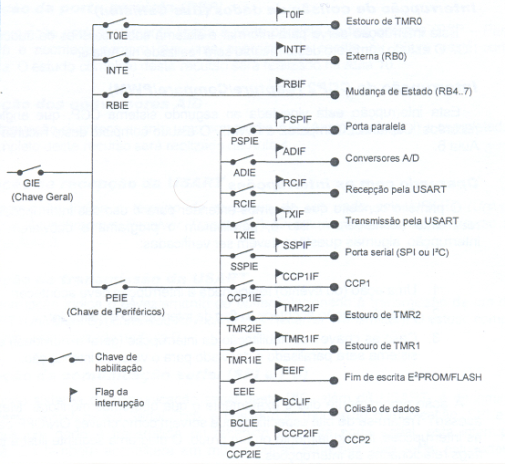 T0IF
T0IE
Estouro de TMR0
INTF
INTE
Externa (RB0)
RBIF
RBIE
Mudança de Estado (RB4..7)
PSPIF
PSPIE
Porta paralela
ADIF
ADIE
Conversores A/D
GIE
(Chave Geral)
RCIF
RCIE
Recepção pela USART
TXIF
TXIE
Transmissão pela USART
SSPIF
SSPIE
Porta serial (SPI ou I²C)
PEIE
(Chave de Periféricos)
CCP1IF
CCP1IE
CCP1
TMR2IF
TMR2IE
Estouro de TMR2
TMR1IF
TMR1IE
Estouro de TMR1
EEIF
EEIE
Fim de escrita E²PROM/FLASH
BCLIF
BCLIE
Colisão de dados
CCP2IF
CCP2IE
CCP2
Chave de
habilitação
Flag da
interrupção